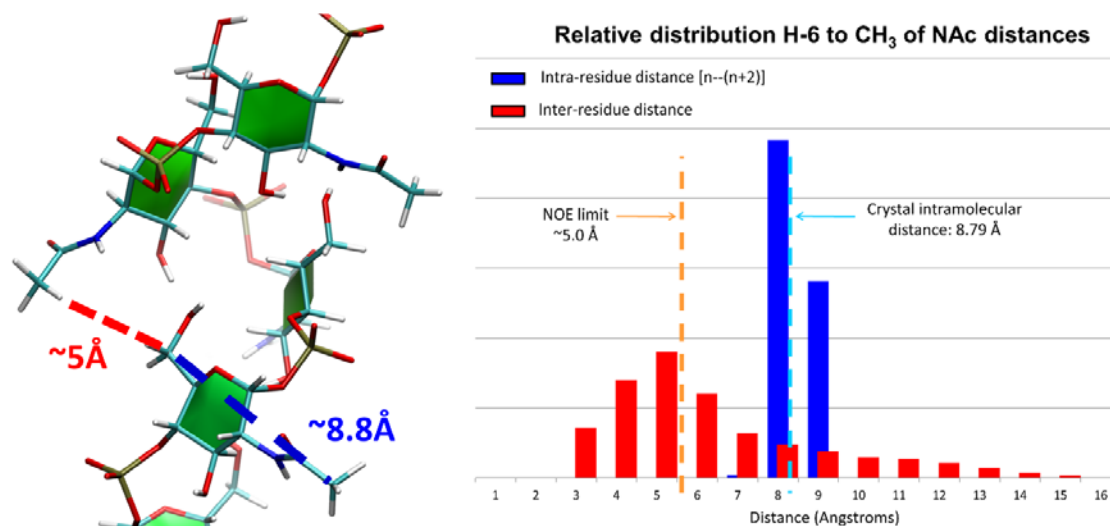 ~5Å
~8.8Å
Relative distribution H-6 to CH₃ of NAc distances
Intra-residue distance [n--(n+2)]
Inter-residue distance
NOE limit
~5.0 Å
Crystal intramolecular
distance: 8.79 Å
1 2 3 4 5 6 7 8 9 10 11 12 13 14 15 16
Distance (Angstroms)